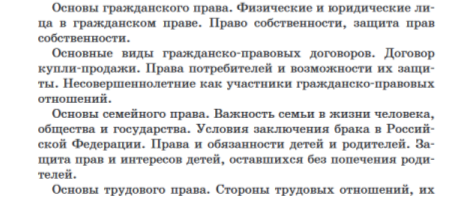 Основы гражданского права. Физические и юридические ли-
ца в гражданском праве. Право собственности, защита прав
собственности.
Основные виды гражданско-правовых договоров. Договор
купли-продажи. Права потребителей и возможности их защи-
ты. Несовершеннолетние как участники гражданско-правовых
отношений.
Основы семейного права. Важность семьи в жизни человека,
общества и государства. Условия заключения брака в Россий-
ской Федерации. Права и обязанности детей и родителей. За-
щита прав и интересов детей, оставшихся без попечения роди-
телей.
Основы трудового права. Стороны трудовых отношений, их